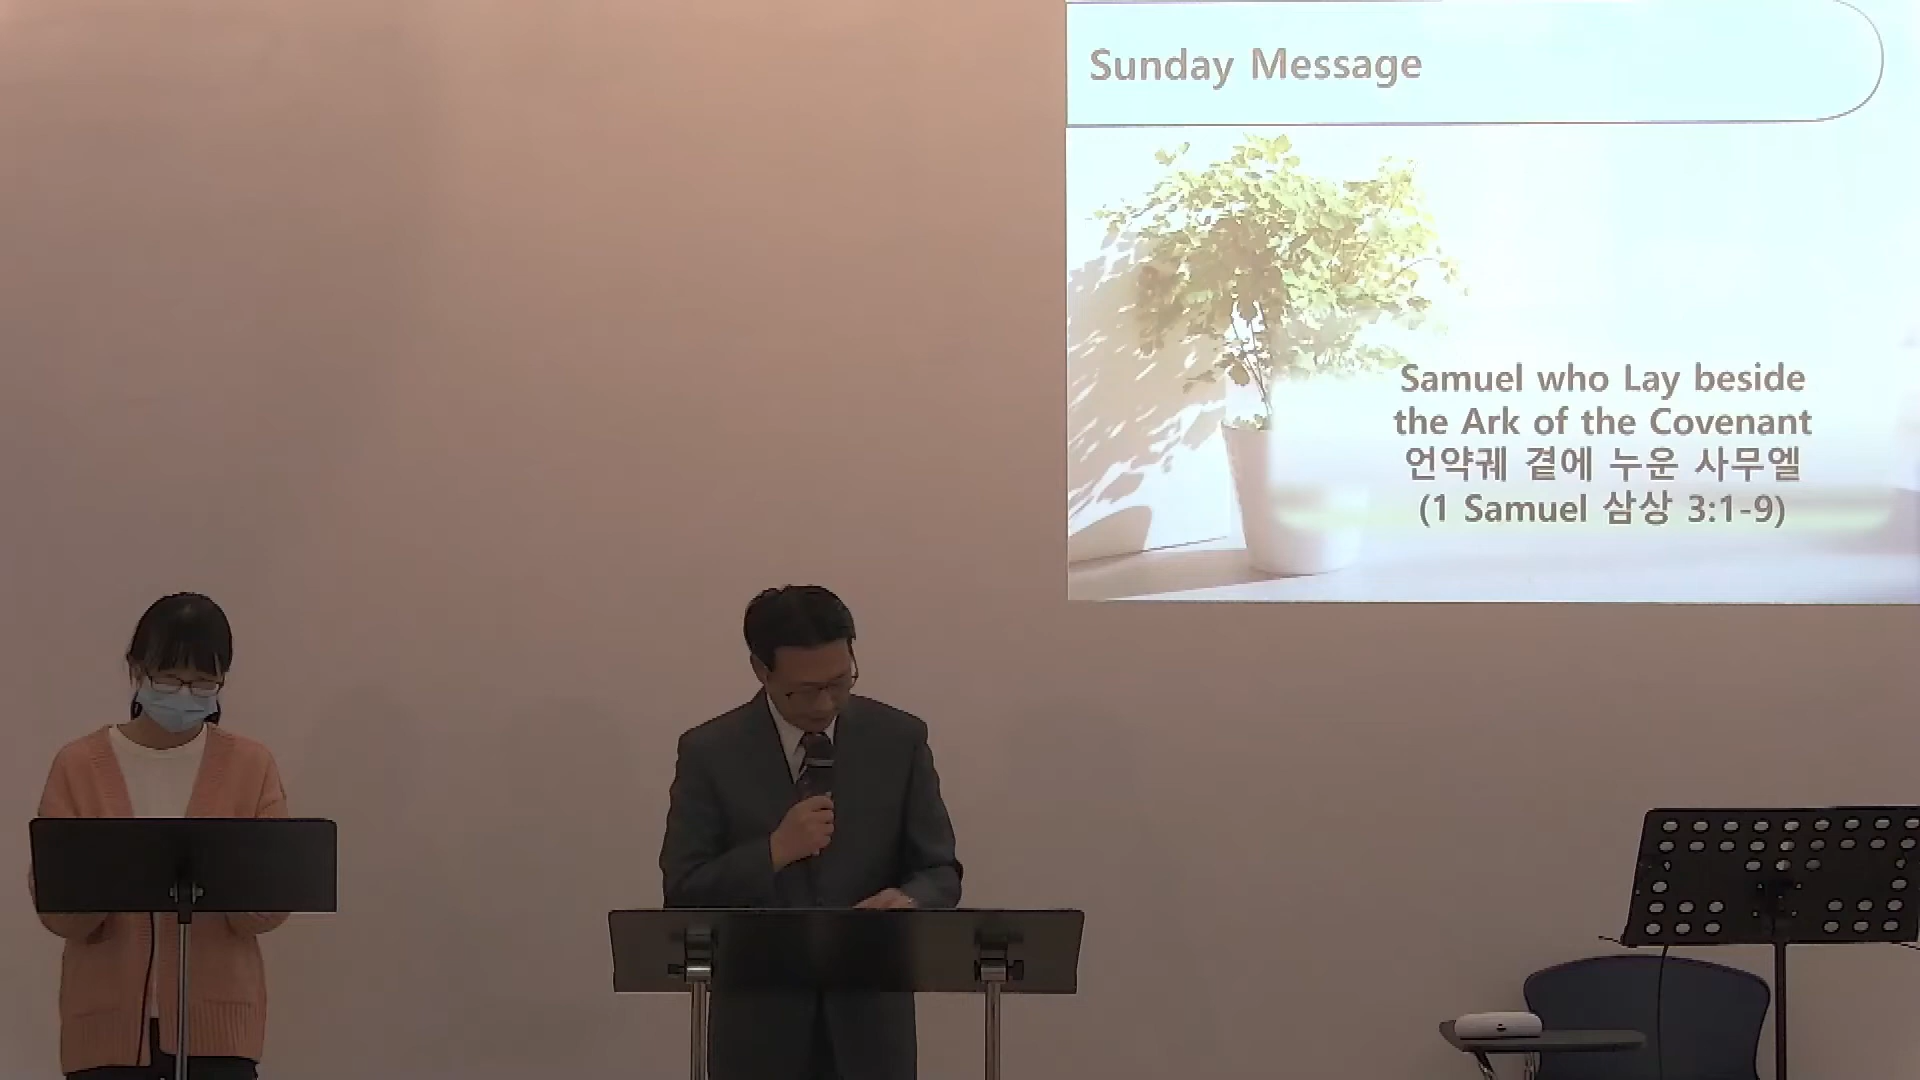 Sunday Message
Samuel who Lay beside
the Ark of the Covenant
언약궤 곁에 누운 사무엘
(1 Samuel 삼상 3:1-9)